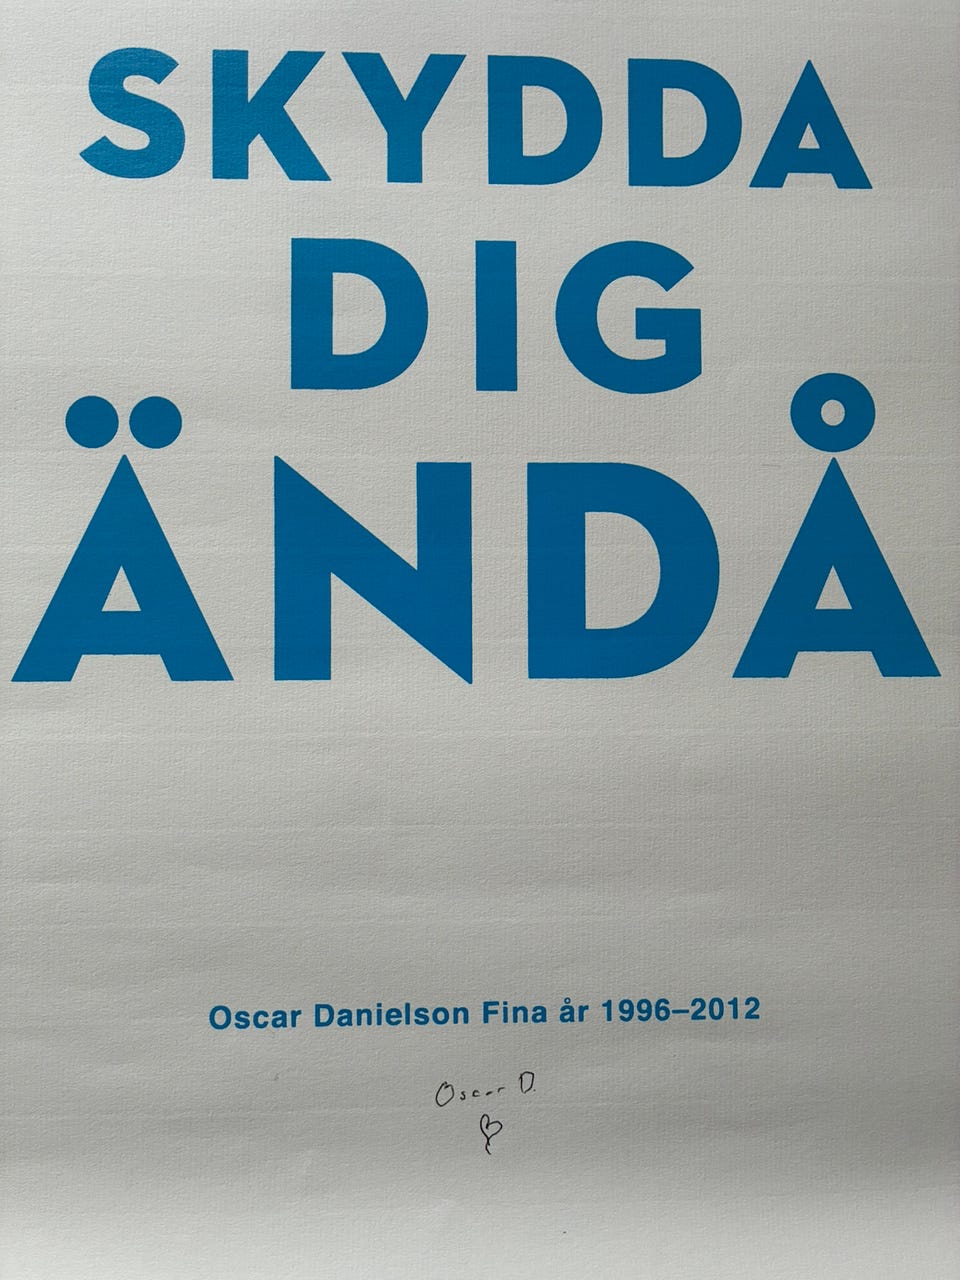 SKYDDA
DIG
ÄNDÅ
Oscar Danielson Fina år 1996–2012
Oscar D.